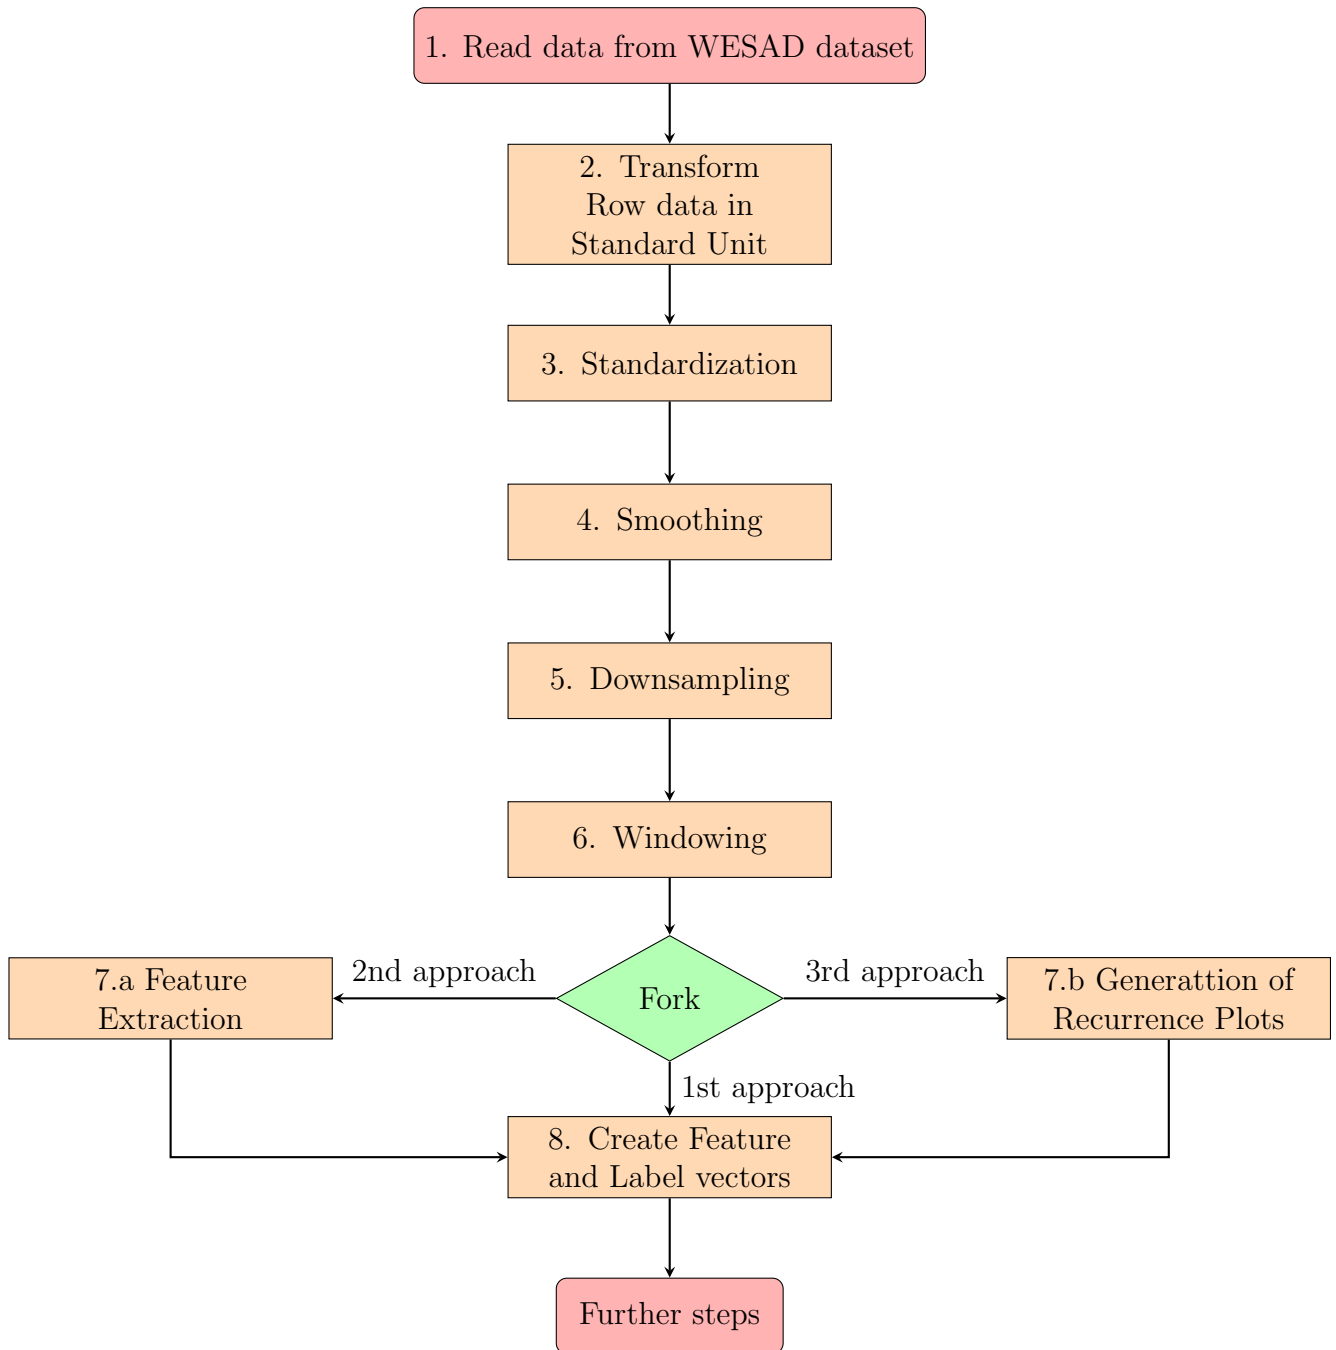 1. Read data from WESAD dataset
2. Transform
Row data in
Standard Unit
3. Standardization
4. Smoothing
5. Downsampling
6. Windowing
7.a Feature
Extraction
2nd approach
Fork
3rd approach
7.b Generattion of
Recurrence Plots
1st approach
8. Create Feature
and Label vectors
Further steps